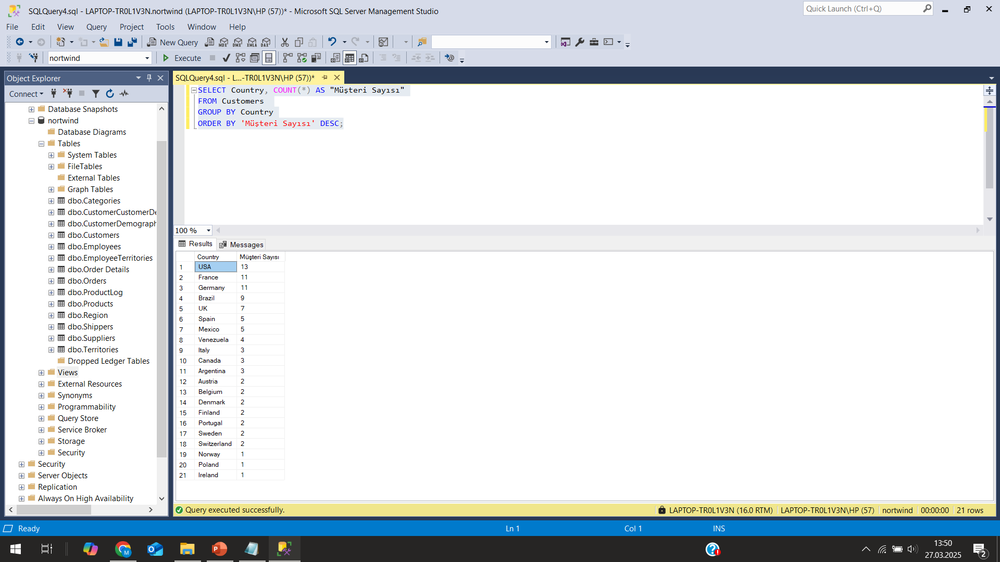 SQLQuery4.sql - LAPTOP-TR0L1V3N.nortwind (LAPTOP-TR0L1V3N\HP (57))* - Microsoft SQL Server Management Studio
Quick Launch (Ctrl+Q)
File Edit View Query Project Tools Window Help
New Query MDX DMX XMLA DAX
nortwind Execute
Object Explorer
Connect
Database Snapshots
nortwind
Database Diagrams
Tables
System Tables
FileTables
External Tables
Graph Tables
dbo.Categories
dbo.CustomerCustomerDe
dbo.CustomerDemograph
dbo.Customers
dbo.Employees
dbo.EmployeeTerritories
dbo.Order Details
dbo.Orders
dbo.ProductLog
dbo.Products
dbo.Region
dbo.Shippers
dbo.Suppliers
dbo.Territories
Dropped Ledger Tables
Views
External Resources
Synonyms
Programmability
Query Store
Service Broker
Storage
Security
Security
Server Objects
Replication
Always On High Availability
SQLQuery4.sql - L...-TR0L1V3N\HP (57))*
SELECT Country, COUNT(*) AS "Müşteri Sayısı"
FROM Customers
GROUP BY Country
ORDER BY 'Müşteri Sayısı' DESC;
100 %
Results Messages
Country Müşteri Sayısı
1 USA 13
2 France 11
3 Germany 11
4 Brazil 9
5 UK 7
6 Spain 5
7 Mexico 5
8 Venezuela 4
9 Italy 3
10 Canada 3
11 Argentina 3
12 Austria 2
13 Belgium 2
14 Denmark 2
15 Finland 2
16 Portugal 2
17 Sweden 2
18 Switzerland 2
19 Norway 1
20 Poland 1
21 Ireland 1
Query executed successfully. LAPTOP-TR0L1V3N (16.0 RTM) LAPTOP-TR0L1V3N\HP (57) nortwind 00:00:00 21 rows
Ready Ln 1 Col 1 INS
13:50
27.03.2025
2